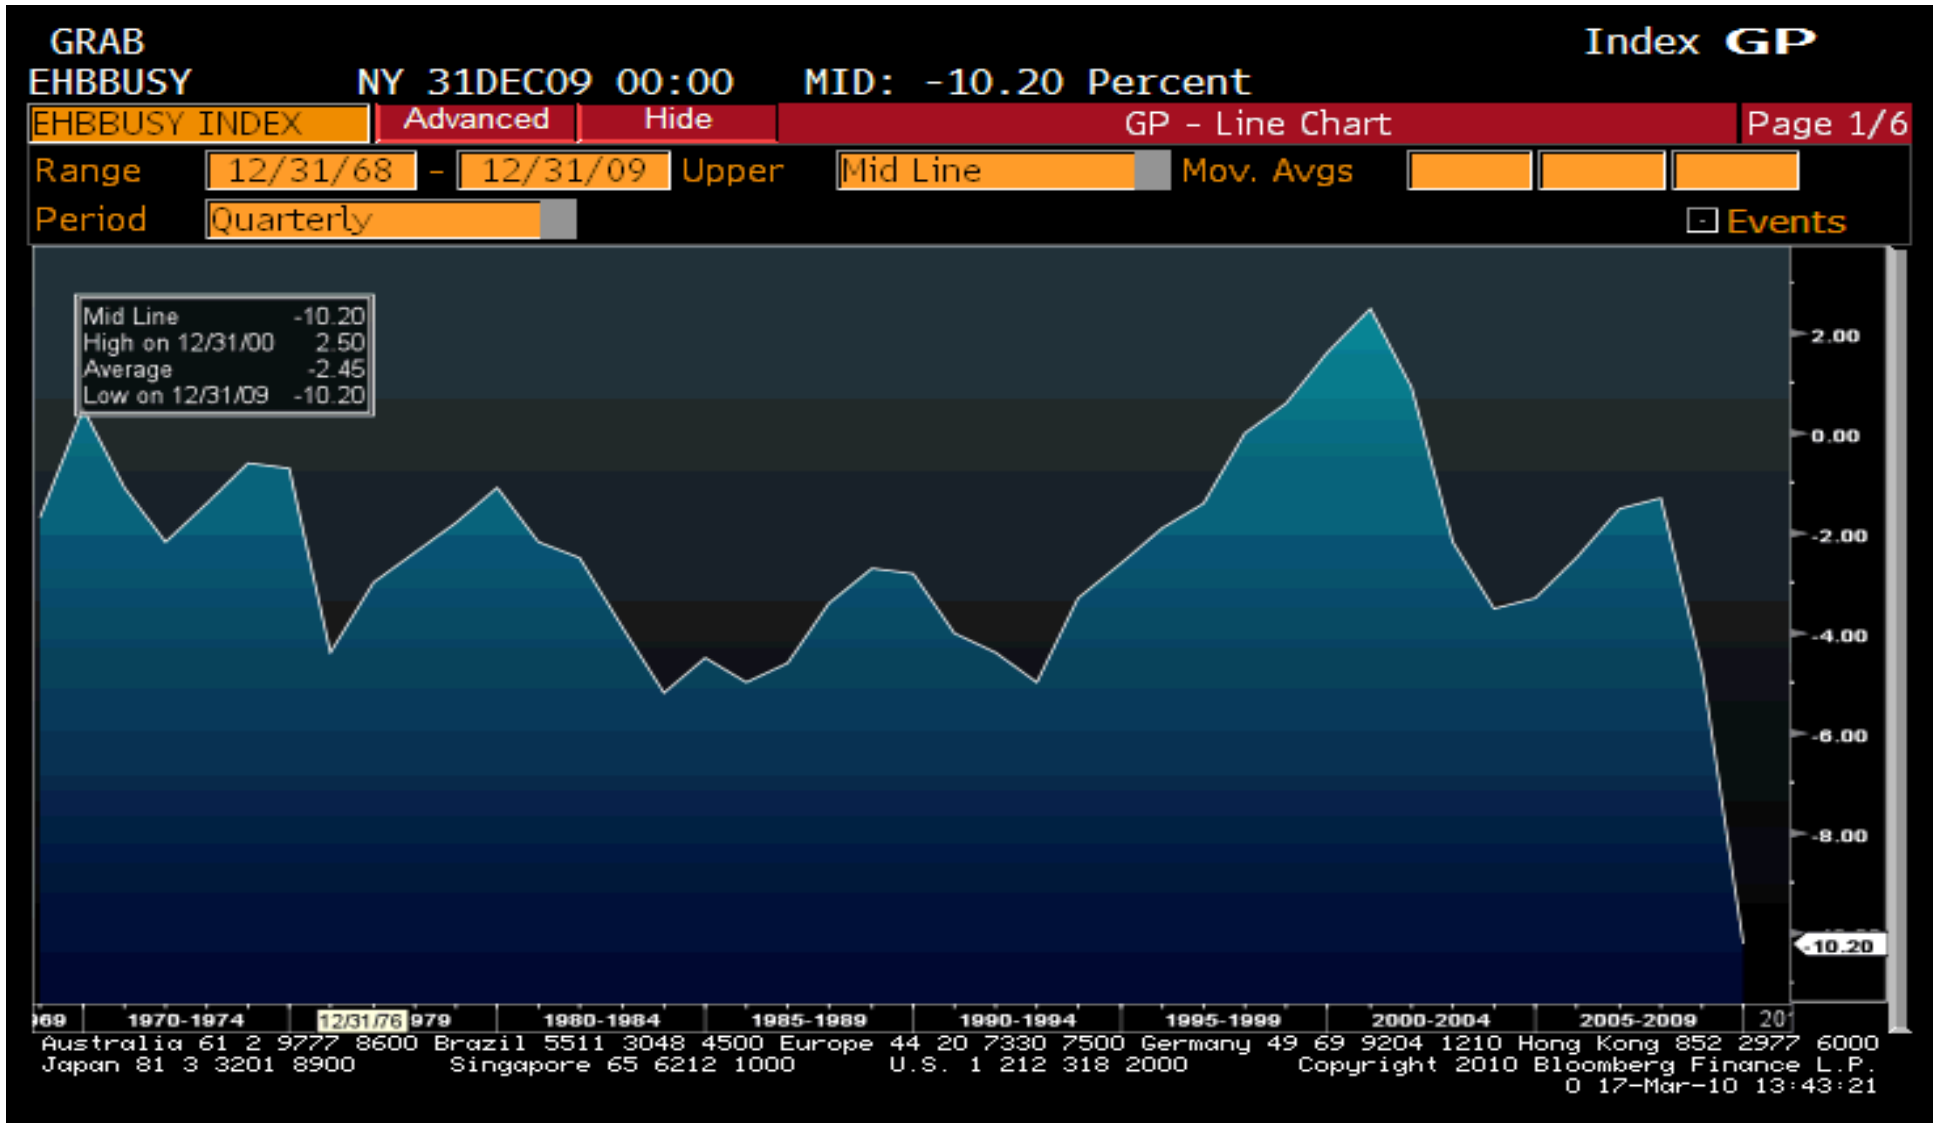 GRAB Index GP
EHBBUSY NY 31DEC09 00:00 MID: -10.20 Percent
EHBBUSY INDEX Advanced Hide GP - Line Chart Page 1/6
Range 12/31/68 - 12/31/09 Upper Mid Line Mov. Avgs
Period Quarterly - Events
Mid Line -10.20
High on 12/31/00 2.50
Average -2.45
Low on 12/31/09 -10.20
2.00
0.00
-2.00
-4.00
-6.00
-8.00
-10.20
969 1970-1974 12/31/76 979 1980-1984 1985-1989 1990-1994 1995-1999 2000-2004 2005-2009 201
Australia 61 2 9777 8600 Brazil 5511 3048 4500 Europe 44 20 7330 7500 Germany 49 69 9204 1210 Hong Kong 852 2977 6000
Japan 81 3 3201 8900 Singapore 65 6212 1000 U.S. 1 212 318 2000 Copyright 2010 Bloomberg Finance L.P.
0 17-Mar-10 13:43:21